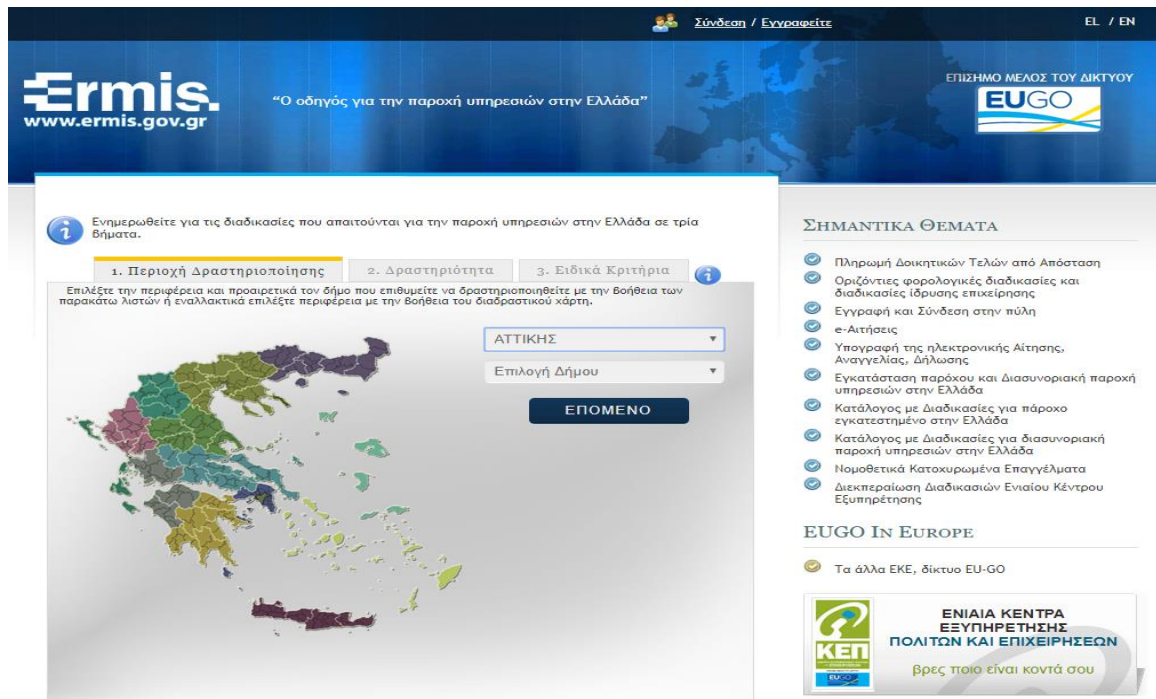 Σύνδεση / Εγγραφείτε
EL / EN
Ermis.
www.ermis.gov.gr
“Ο οδηγός για την παροχή υπηρεσιών στην Ελλάδα”
ΕΠΙΣΗΜΟ ΜΕΛΟΣ ΤΟΥ ΔΙΚΤΥΟΥ
EUGO
Ενημερωθείτε για τις διαδικασίες που απαιτούνται για την παροχή υπηρεσιών στην Ελλάδα σε τρία
βήματα.
1. Περιοχή Δραστηριοποίησης
2. Δραστηριότητα
3. Ειδικά Κριτήρια
Επιλέξτε την περιφέρεια και προαιρετικά τον δήμο που επιθυμείτε να δραστηριοποιηθείτε με την βοήθεια των
παρακάτω λιστών ή εναλλακτικά επιλέξτε περιφέρεια με την βοήθεια του διαδραστικού χάρτη.
ΑΤΤΙΚΗΣ
Επιλογή Δήμου
ΕΠΟΜΕΝΟ
ΣΗΜΑΝΤΙΚΑ ΘΕΜΑΤΑ
Πληρωμή Διοικητικών Τελών από Απόσταση
Οριζόντιες φορολογικές διαδικασίες και
διαδικασίες ίδρυσης επιχείρησης
Εγγραφή και Σύνδεση στην πύλη
e-Αιτήσεις
Υπογραφή της ηλεκτρονικής Αίτησης,
Αναγγελίας, Δήλωσης
Εγκατάσταση παρόχου και Διασυνοριακή παροχή
υπηρεσιών στην Ελλάδα
Κατάλογος με Διαδικασίες για πάροχο
εγκατεστημένο στην Ελλάδα
Κατάλογος με Διαδικασίες για διασυνοριακή
παροχή υπηρεσιών στην Ελλάδα
Νομοθετικά Κατοχυρωμένα Επαγγέλματα
Διεκπεραίωση Διαδικασιών Ενιαίου Κέντρου
Εξυπηρέτησης
EUGO IN EUROPE
Τα άλλα ΕΚΕ, δίκτυο EU-GO
ΚΕΠ
EUGO
ΕΝΙΑΙΑ ΚΕΝΤΡΑ
ΕΞΥΠΗΡΕΤΗΣΗΣ
ΠΟΛΙΤΩΝ ΚΑΙ ΕΠΙΧΕΙΡΗΣΕΩΝ
βρες ποιο είναι κοντά σου